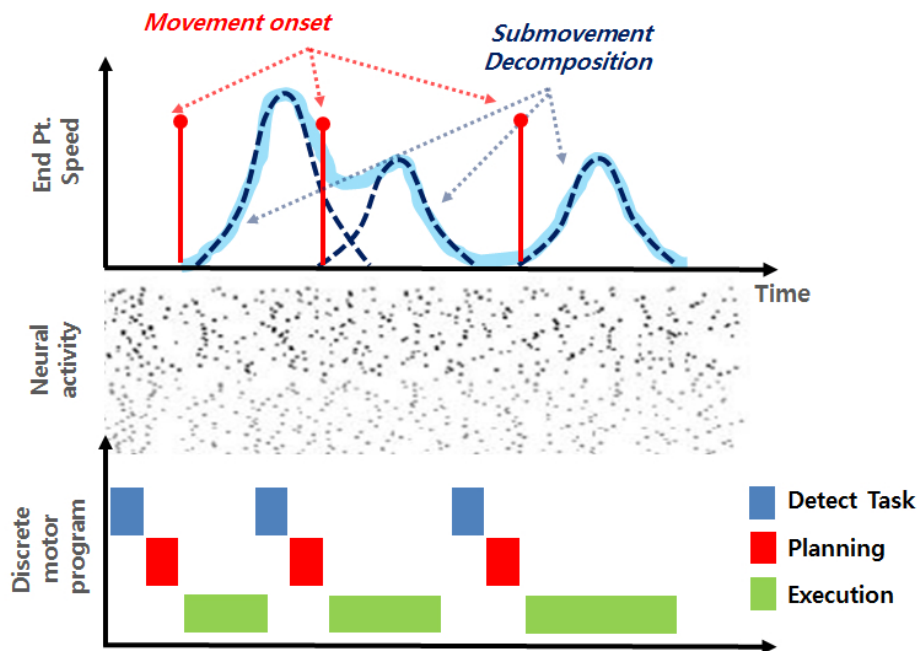 Movement onset
Submovement
Decomposition
End Pt.
Speed
Time
Neural
activity
Discrete
motor
program
Detect Task
Planning
Execution